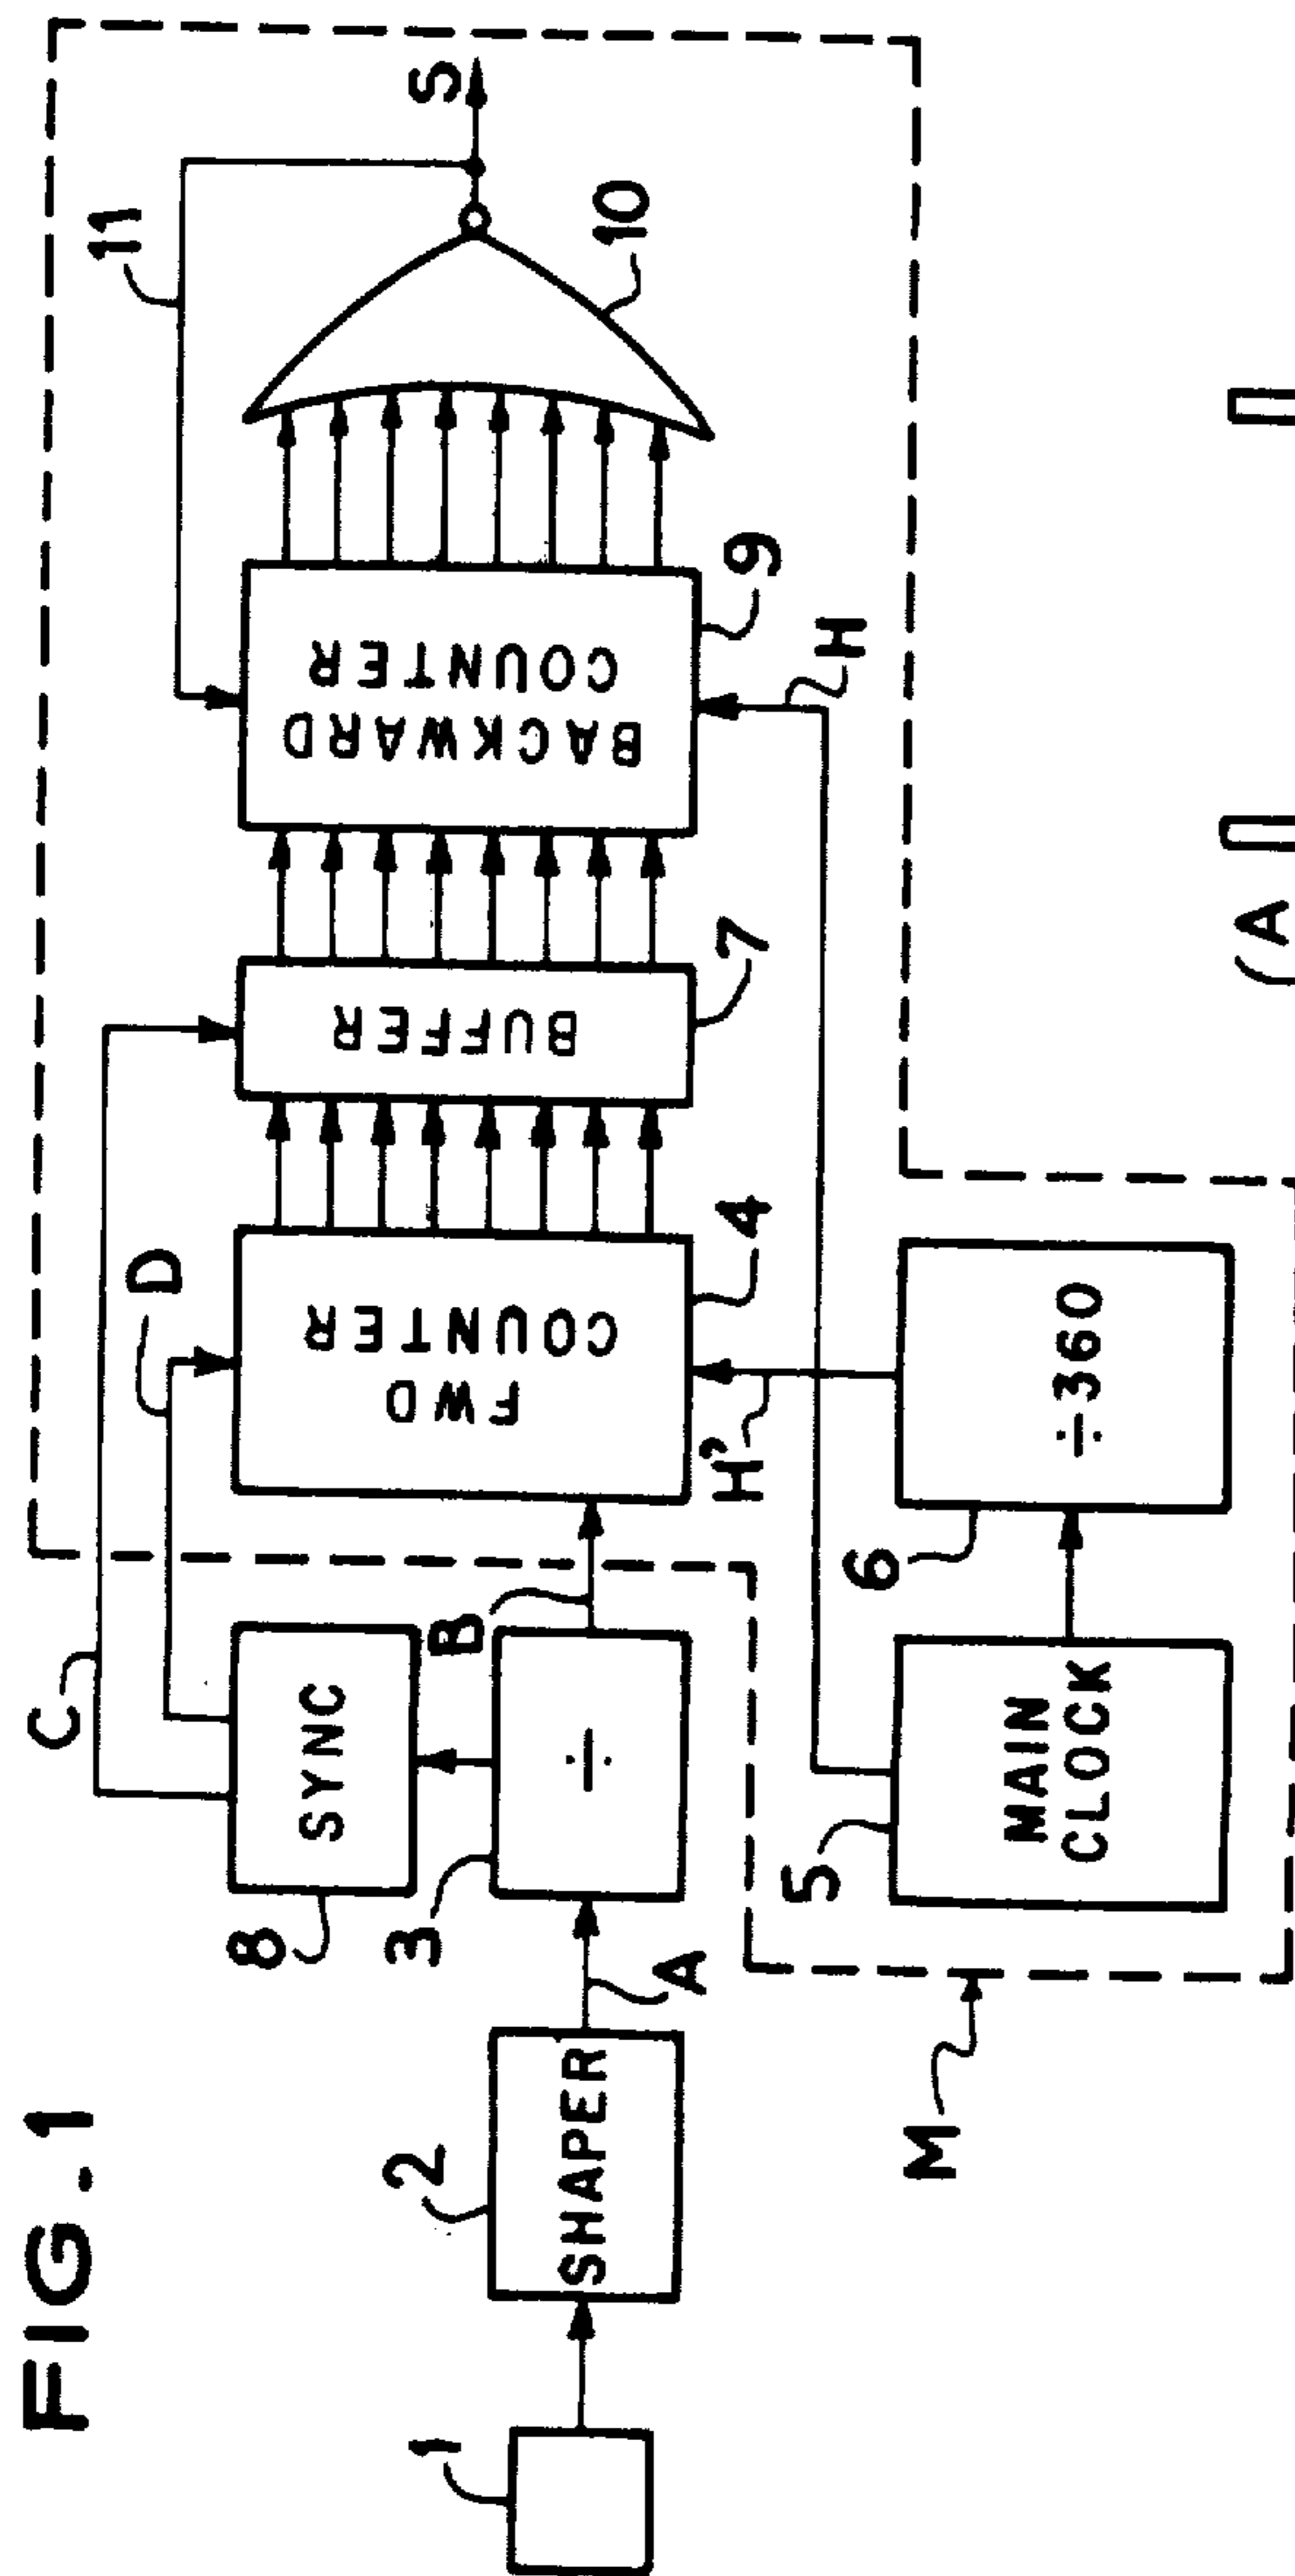 FIG. 1
1
2
SHAPER
A
3
÷
B
8
SYNC
C
D
FWD
COUNTER
4
H'
BUFFER
7
BACKWARD
COUNTER
9
H
11
10
S
M
5
MAIN
CLOCK
6
÷360
(A